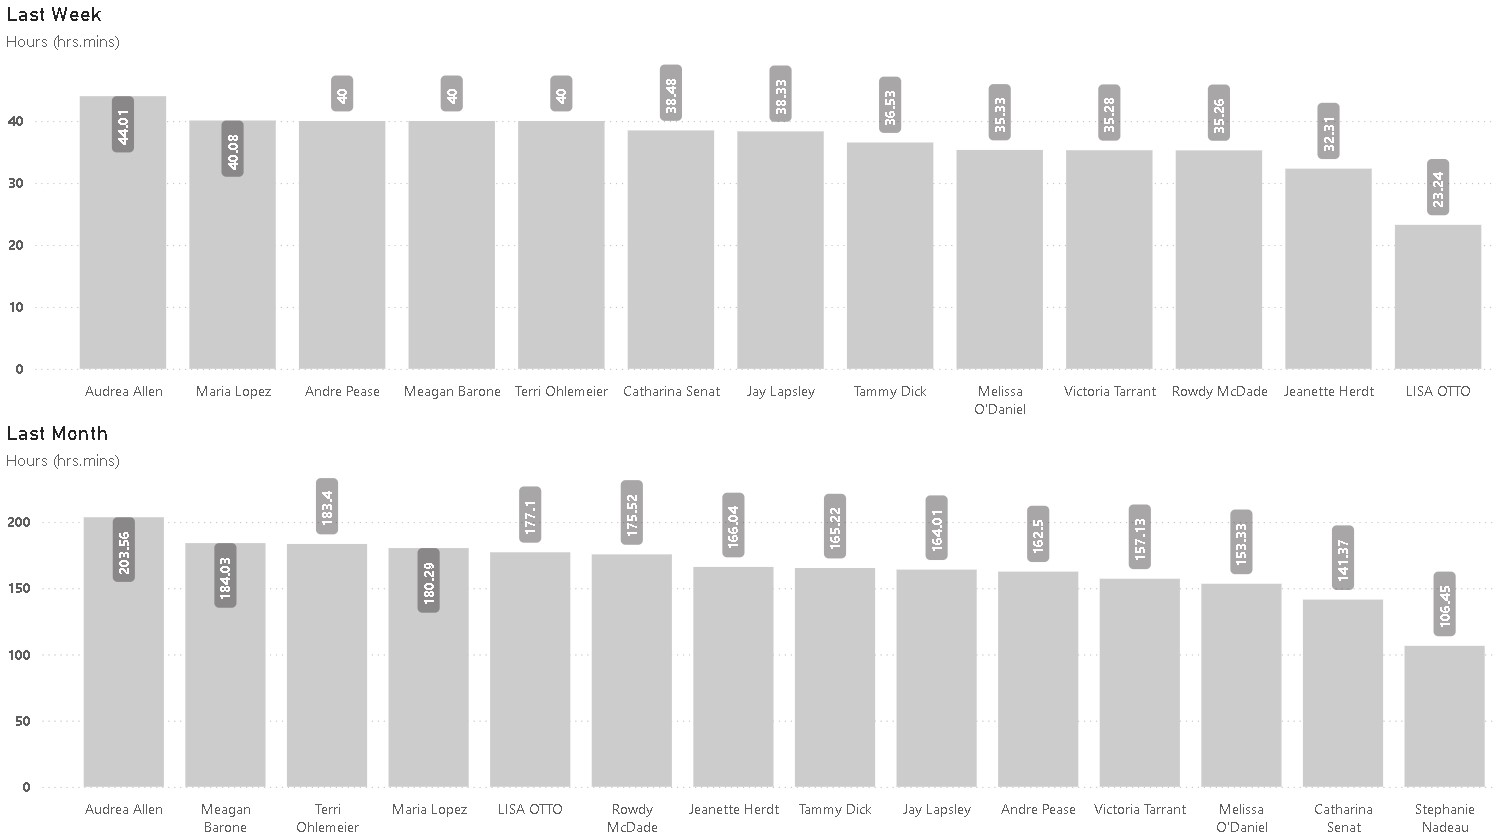 Last Week
Hours (hrs.mins)
40
30
20
10
0
44.01
40.08
40
40
40
38.48
38.33
36.53
35.33
35.28
35.26
32.31
23.24
Audrea Allen
Maria Lopez
Andre Pease
Meagan Barone
Terri Ohlemeier
Catharina Senat
Jay Lapsley
Tammy Dick
Melissa
O'Daniel
Victoria Tarrant
Rowdy McDade
Jeanette Herdt
LISA OTTO
Last Month
Hours (hrs.mins)
200
150
100
50
0
203.56
184.03
183.4
180.29
177.1
175.52
166.04
165.22
164.01
162.5
157.13
153.33
141.37
106.45
Audrea Allen
Meagan
Barone
Terri
Ohlemeier
Maria Lopez
LISA OTTO
Rowdy
McDade
Jeanette Herdt
Tammy Dick
Jay Lapsley
Andre Pease
Victoria Tarrant
Melissa
O'Daniel
Catharina
Senat
Stephanie
Nadeau